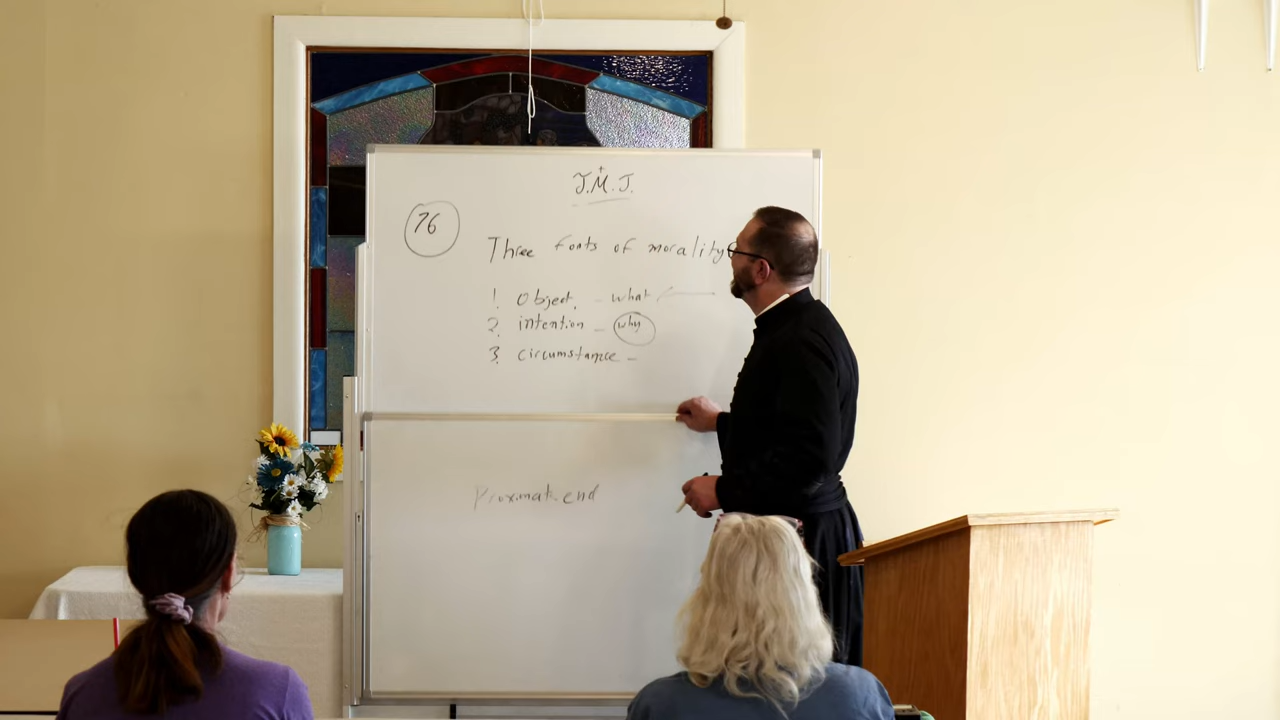 J.M.J.
76
Three fonts of morality
1. Object. - what
2. intention - why
3. circumstance -
Proximate end